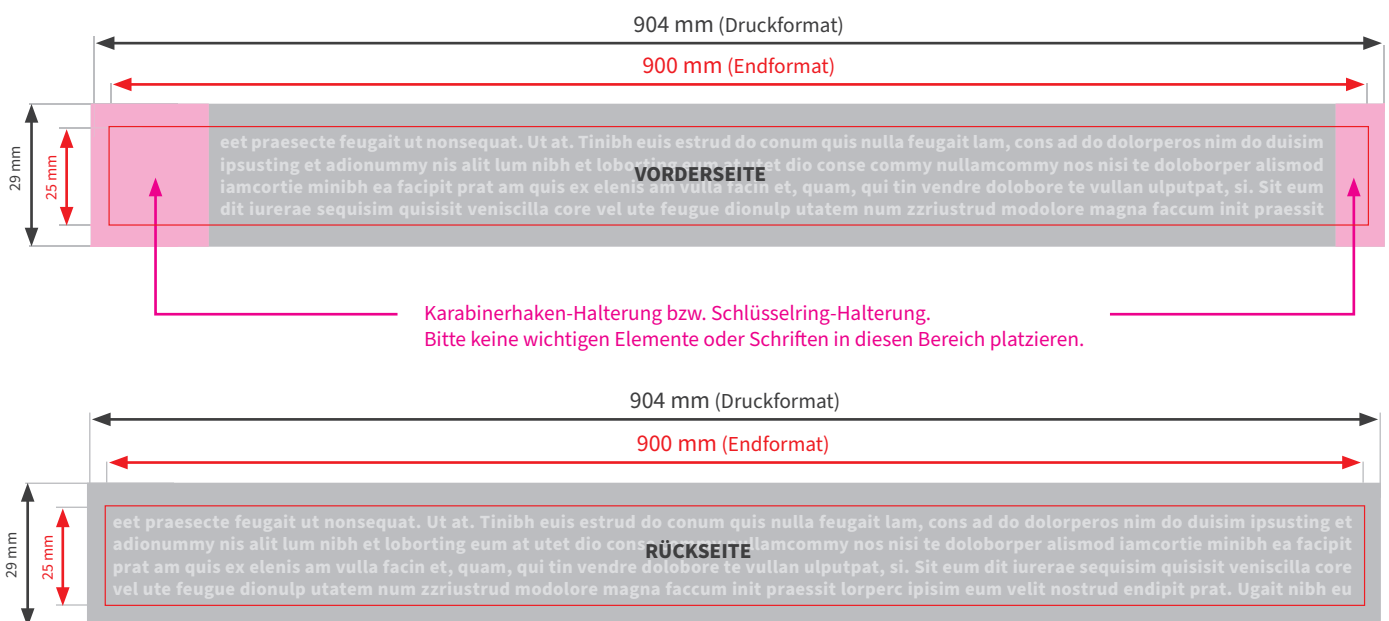 904 mm (Druckformat)
900 mm (Endformat)
29 mm
25 mm
eet praesecte feugait ut nonsequat. Ut at. Tinibh euis estrud do conum quis nulla feugait lam, cons ad do dolorperos nim do duisim
ipsusting et adionummy nis alit lum nibh et loborting eum at utet dio conse commy nullamcommy nos nisi te doloborper alismod
VORDERSEITE
iamcortie minibh ea facipit prat am quis ex elenis am vulla facin et, quam, qui tin vendre dolobore te vullan ulputpat, si. Sit eum
dit iurerae sequisim quisisit veniscilla core vel ute feugue dionulp utatem num zzriustrud modolore magna faccum init praessit
Karabinerhaken-Halterung bzw. Schlüsselring-Halterung.
Bitte keine wichtigen Elemente oder Schriften in diesen Bereich platzieren.
904 mm (Druckformat)
900 mm (Endformat)
29 mm
25 mm
eet praesecte feugait ut nonsequat. Ut at. Tinibh euis estrud do conum quis nulla feugait lam, cons ad do dolorperos nim do duisim ipsusting et
adionummy nis alit lum nibh et loborting eum at utet dio llamcommy nos nisi te doloborper alismod iamcortie minibh ea facipit
RÜCKSEITE
prat am quis ex elenis am vulla facin et, quam, qui tin vendre dolobore te vullan ulputpat, si. Sit eum dit iurerae sequisim quisisit veniscilla core
vel ute feugue dionulp utatem num zzriustrud modolore magna faccum init praessit lorperc ipisim eum velit nostrud endipit prat. Ugait nibh eu